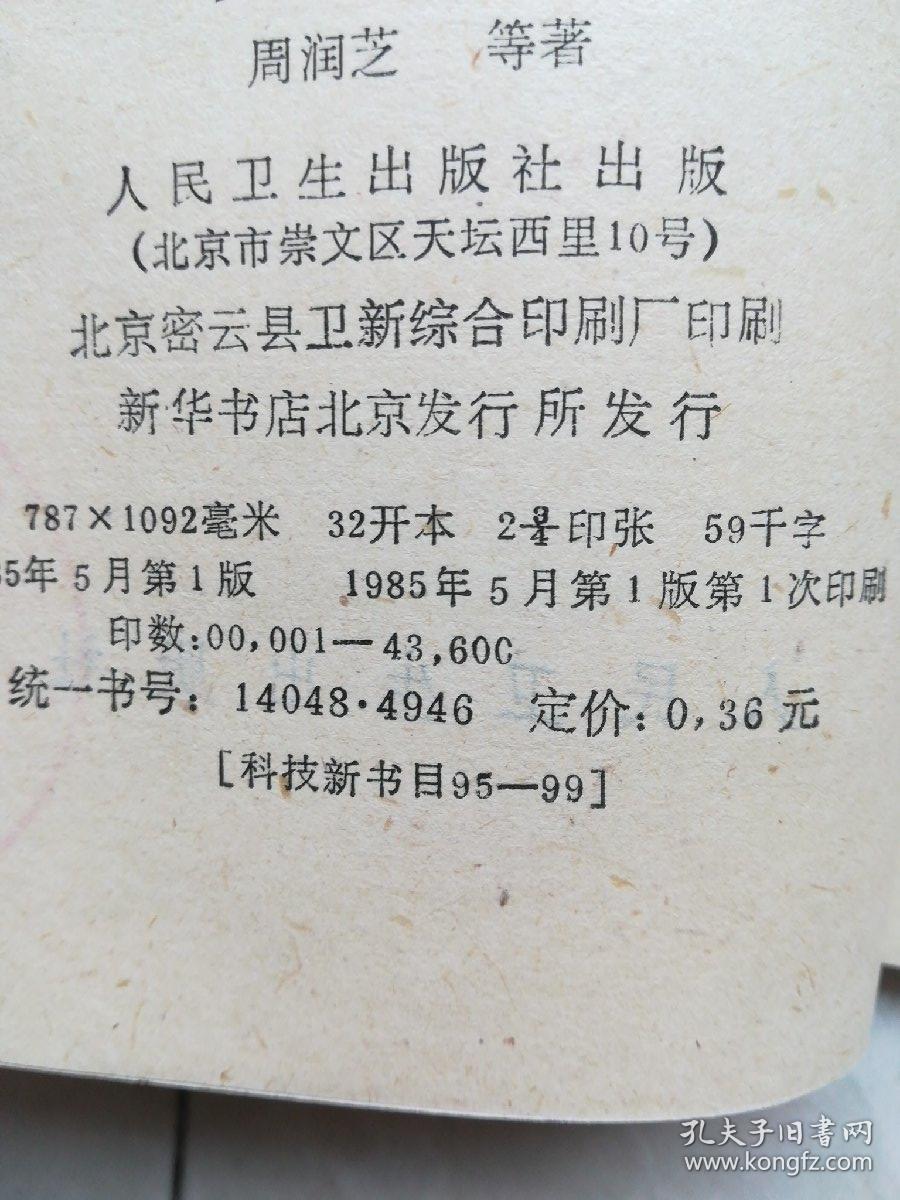 周润芝 等著
人民卫生出版社出版
(北京市崇文区天坛西里10号)
北京密云县卫新综合印刷厂印刷
新华书店北京发行所发行
787×1092毫米 32开本 2¾印张 59千字
5年5月第1版 1985年5月第1版第1次印刷
印数:00,001—43,600
统一书号:14048·4946 定价:0,36元
[科技新书目95—99]
孔夫子旧书网
www.kongfz.com